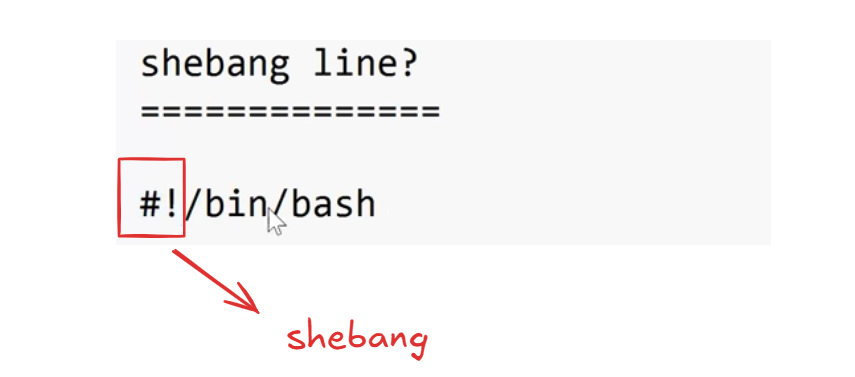 shebang line?
==============
#!/bin/bash
shebang